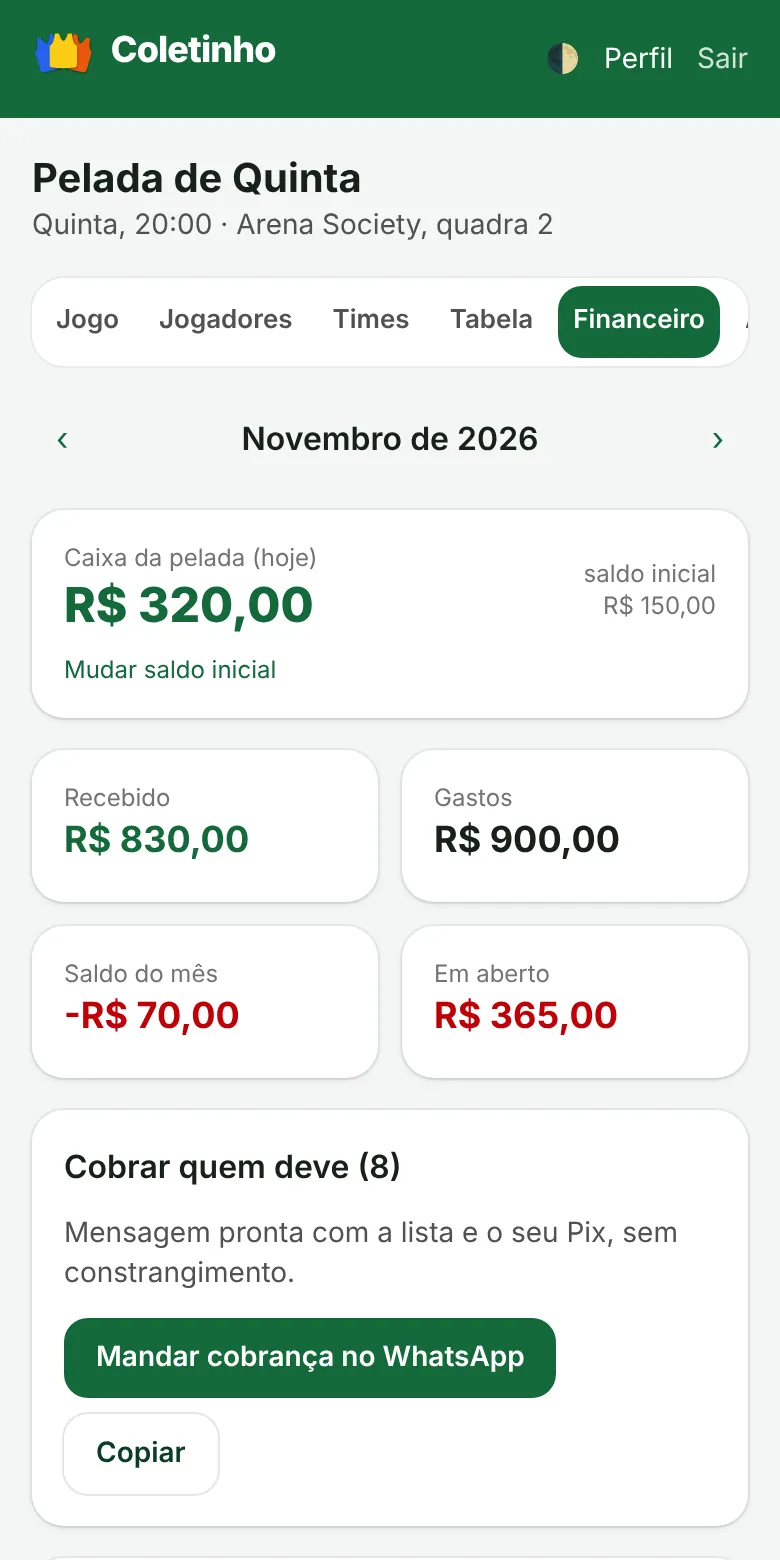 Coletinho
Perfil
Sair
Pelada de Quinta
Quinta, 20:00 · Arena Society, quadra 2
Jogo
Jogadores
Times
Tabela
Financeiro
‹
Novembro de 2026
›
Caixa da pelada (hoje)
R$ 320,00
saldo inicial
R$ 150,00
Mudar saldo inicial
Recebido
R$ 830,00
Gastos
R$ 900,00
Saldo do mês
-R$ 70,00
Em aberto
R$ 365,00
Cobrar quem deve (8)
Mensagem pronta com a lista e o seu Pix, sem
constrangimento.
Mandar cobrança no WhatsApp
Copiar